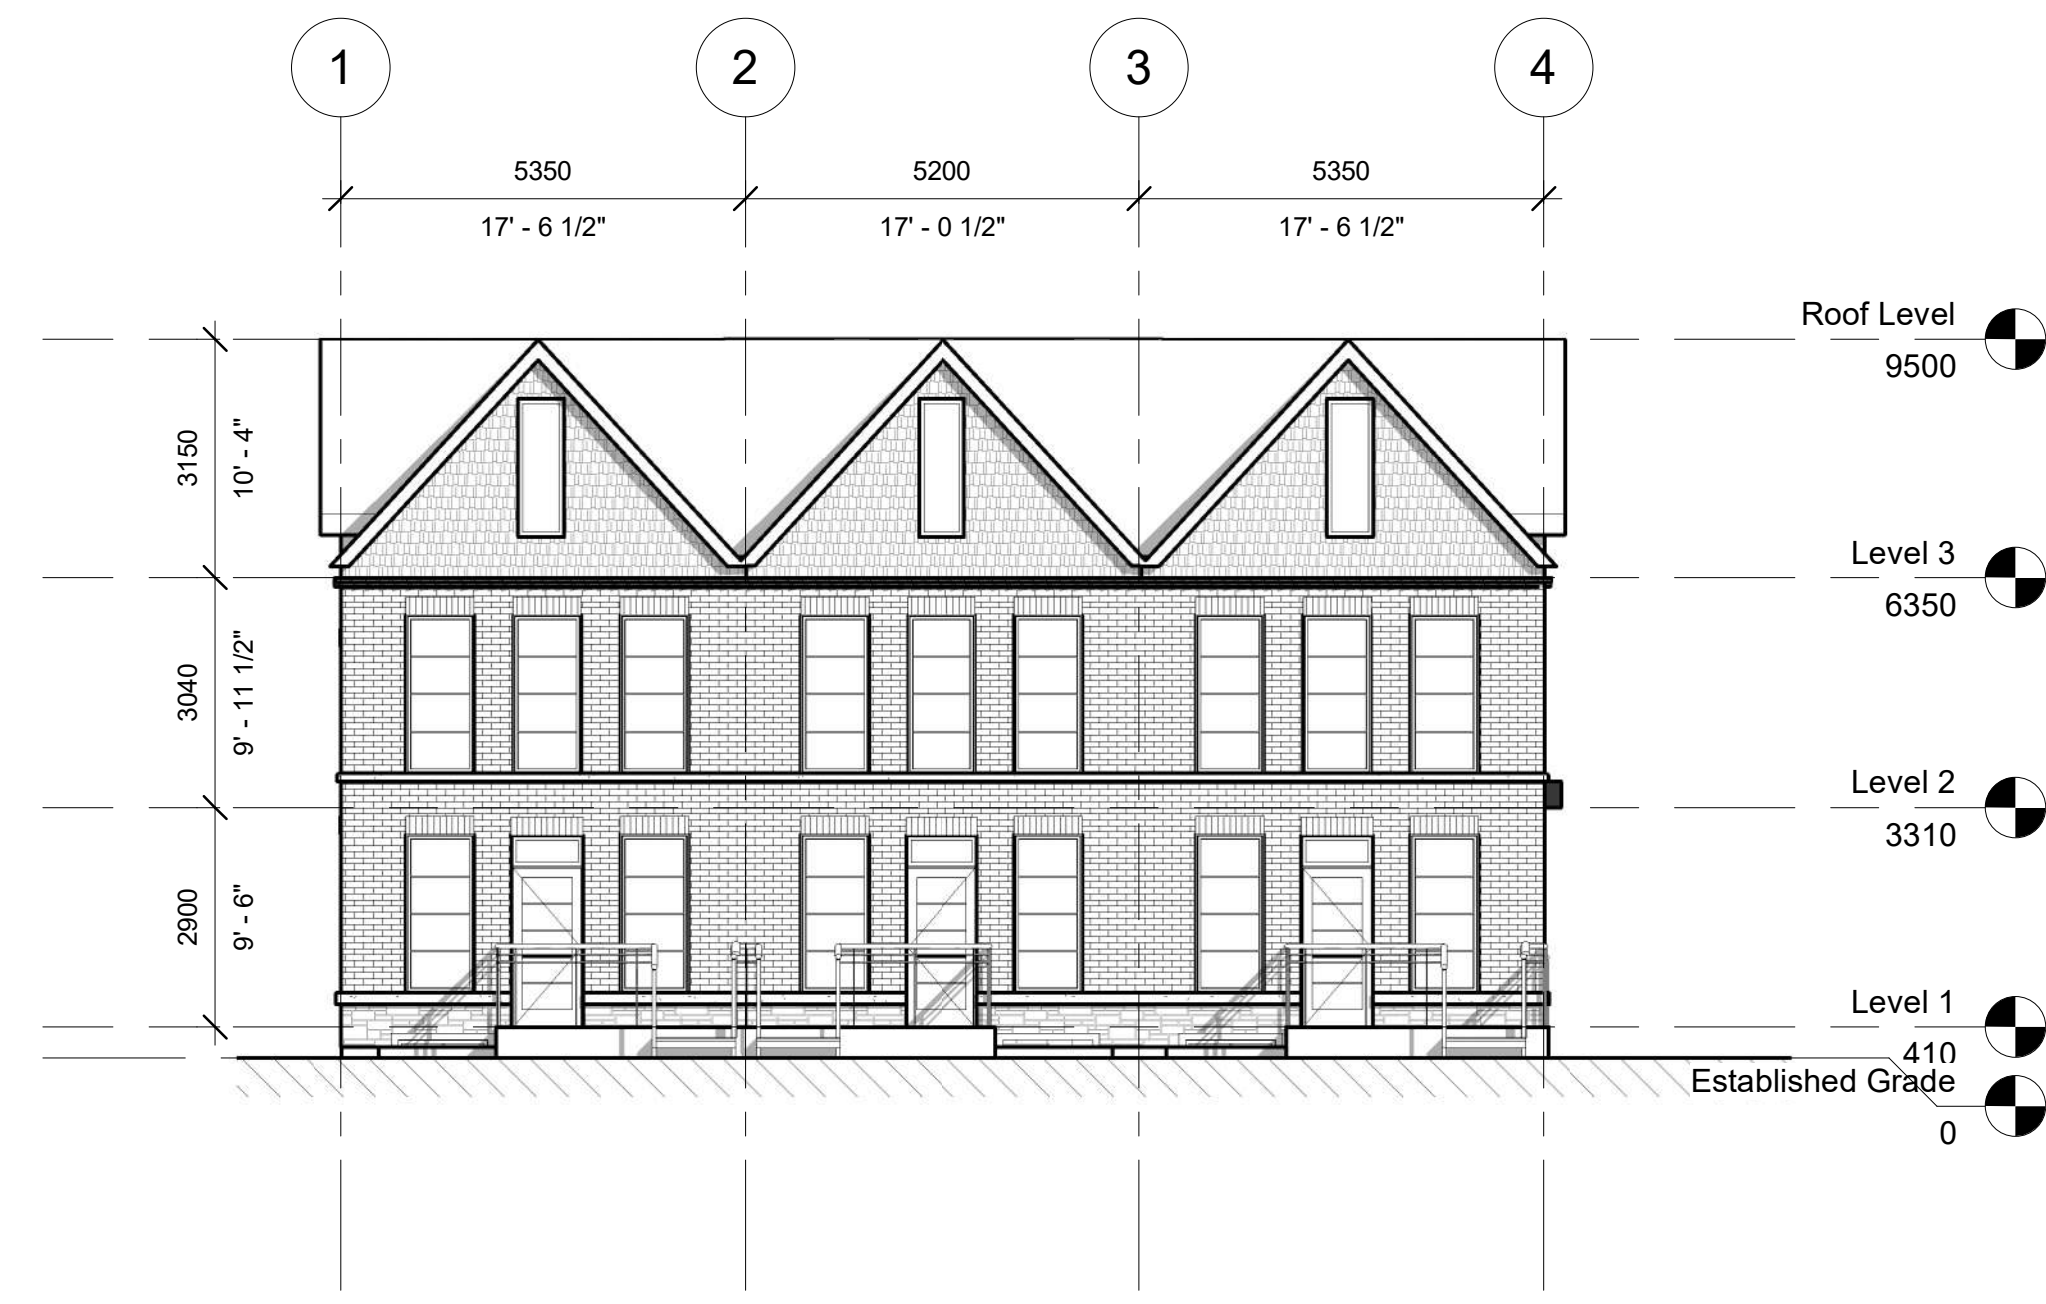 1
2
3
4
5350
5200
5350
17' - 6 1/2"
17' - 0 1/2"
17' - 6 1/2"
Roof Level
9500
3150
10' - 4"
Level 3
6350
3040
9' - 11 1/2"
Level 2
3310
2900
9' - 6"
Level 1
410
Established Grade
0